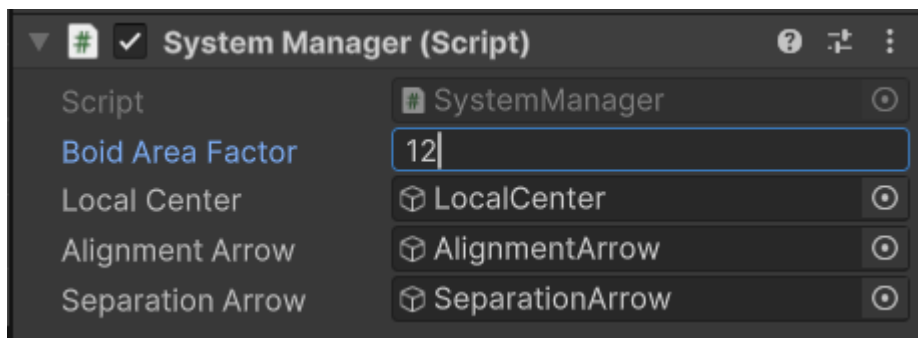 System Manager (Script)
Script SystemManager
Boid Area Factor 12
Local Center LocalCenter
Alignment Arrow AlignmentArrow
Separation Arrow SeparationArrow